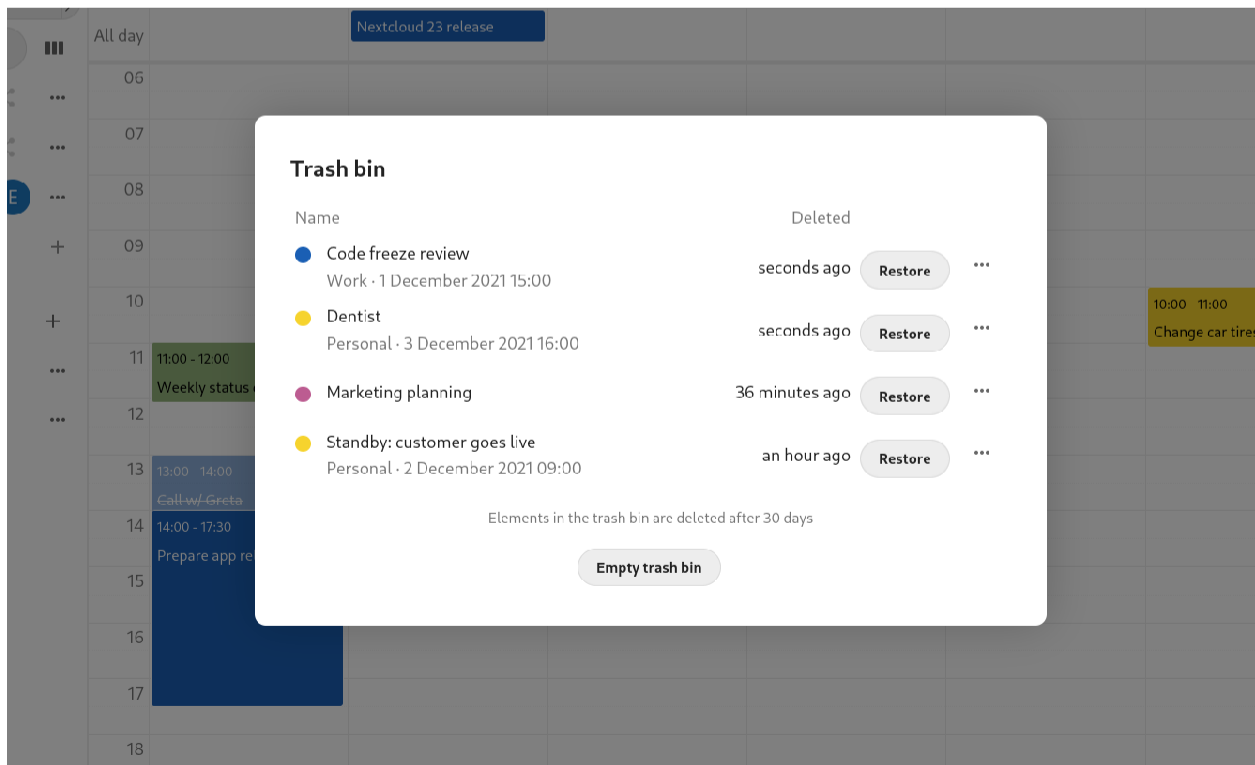 All day
Nextcloud 23 release
06
07
08
E
09
10
10:00 11:00
Change car tires
11
11:00 - 12:00
Weekly status
12
13
13:00 14:00
Call w/ Greta
14
14:00 - 17:30
Prepare app rel
15
16
17
18
Trash bin
Name Deleted
Code freeze review
Work · 1 December 2021 15:00
seconds ago Restore
Dentist
Personal · 3 December 2021 16:00
seconds ago Restore
Marketing planning
36 minutes ago Restore
Standby: customer goes live
Personal · 2 December 2021 09:00
an hour ago Restore
Elements in the trash bin are deleted after 30 days
Empty trash bin